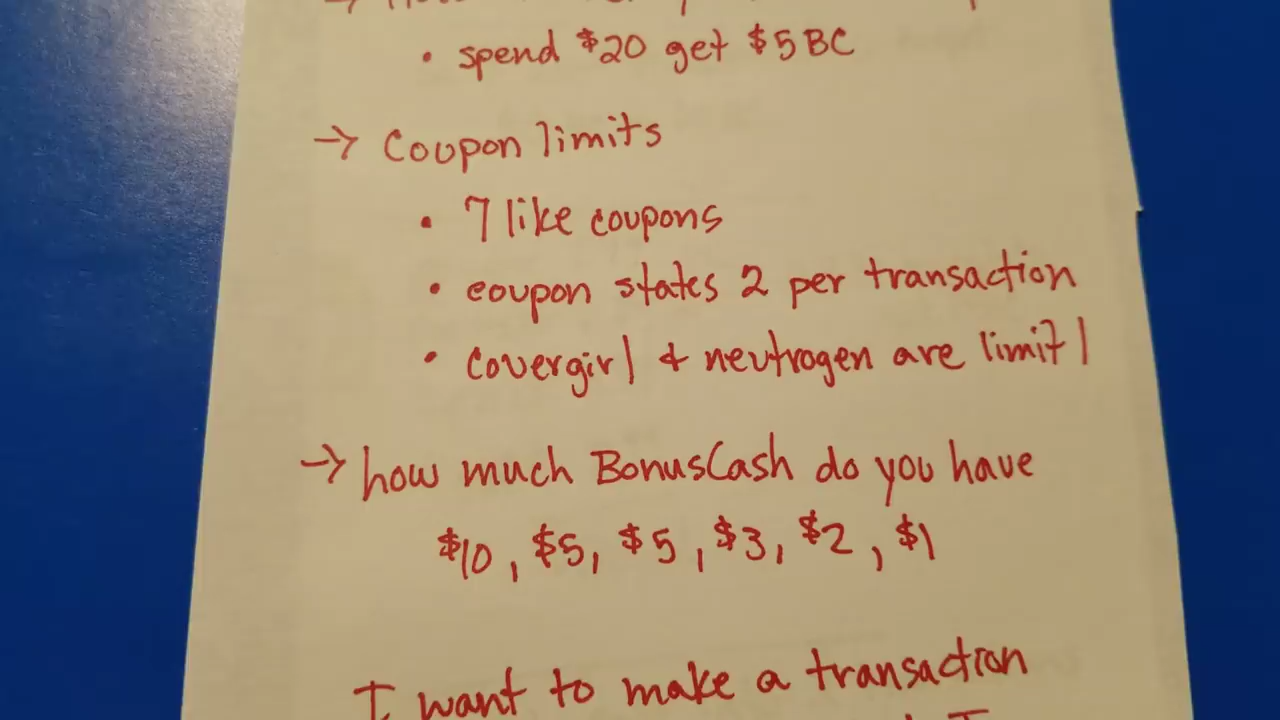 • spend $20 get $5 BC
→ Coupon limits
• 7 like coupons
• coupon states 2 per transaction
• covergirl & neutrogen are limit 1
→ how much BonusCash do you have
$10, $5, $5, $3, $2, $1
I want to make a transaction